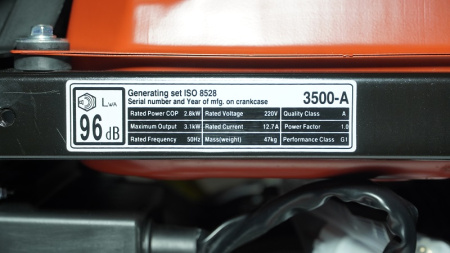 LWA
96 dB
Generating set ISO 8528
Serial number and Year of mfg. on crankcase
3500-A
Rated Power COP 2.8kW Rated Voltage 220V Quality Class A
Maximum Output 3.1kW Rated Current 12.7A Power Factor 1.0
Rated Frequency 50Hz Mass(weight) 47kg Performance Class G1